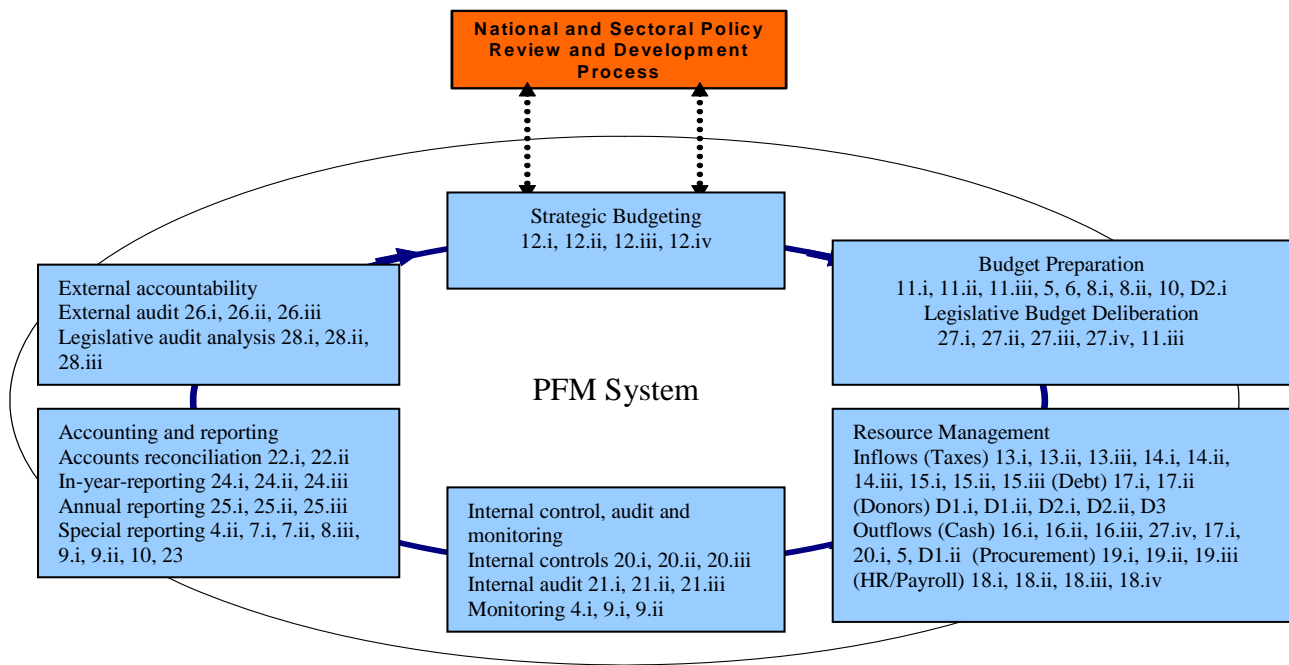 National and Sectoral Policy
Review and Development
Process
Strategic Budgeting
12.i, 12.ii, 12.iii, 12.iv
Budget Preparation
11.i, 11.ii, 11.iii, 5, 6, 8.i, 8.ii, 10, D2.i
Legislative Budget Deliberation
27.i, 27.ii, 27.iii, 27.iv, 11.iii
External accountability
External audit 26.i, 26.ii, 26.iii
Legislative audit analysis 28.i, 28.ii,
28.iii
PFM System
Accounting and reporting
Accounts reconciliation 22.i, 22.ii
In-year-reporting 24.i, 24.ii, 24.iii
Annual reporting 25.i, 25.ii, 25.iii
Special reporting 4.ii, 7.i, 7.ii, 8.iii,
9.i, 9.ii, 10, 23
Internal control, audit and
monitoring
Internal controls 20.i, 20.ii, 20.iii
Internal audit 21.i, 21.ii, 21.iii
Monitoring 4.i, 9.i, 9.ii
Resource Management
Inflows (Taxes) 13.i, 13.ii, 13.iii, 14.i, 14.ii,
14.iii, 15.i, 15.ii, 15.iii (Debt) 17.i, 17.ii
(Donors) D1.i, D1.ii, D2.i, D2.ii, D3
Outflows (Cash) 16.i, 16.ii, 16.iii, 27.iv, 17.i,
20.i, 5, D1.ii (Procurement) 19.i, 19.ii, 19.iii
(HR/Payroll) 18.i, 18.ii, 18.iii, 18.iv